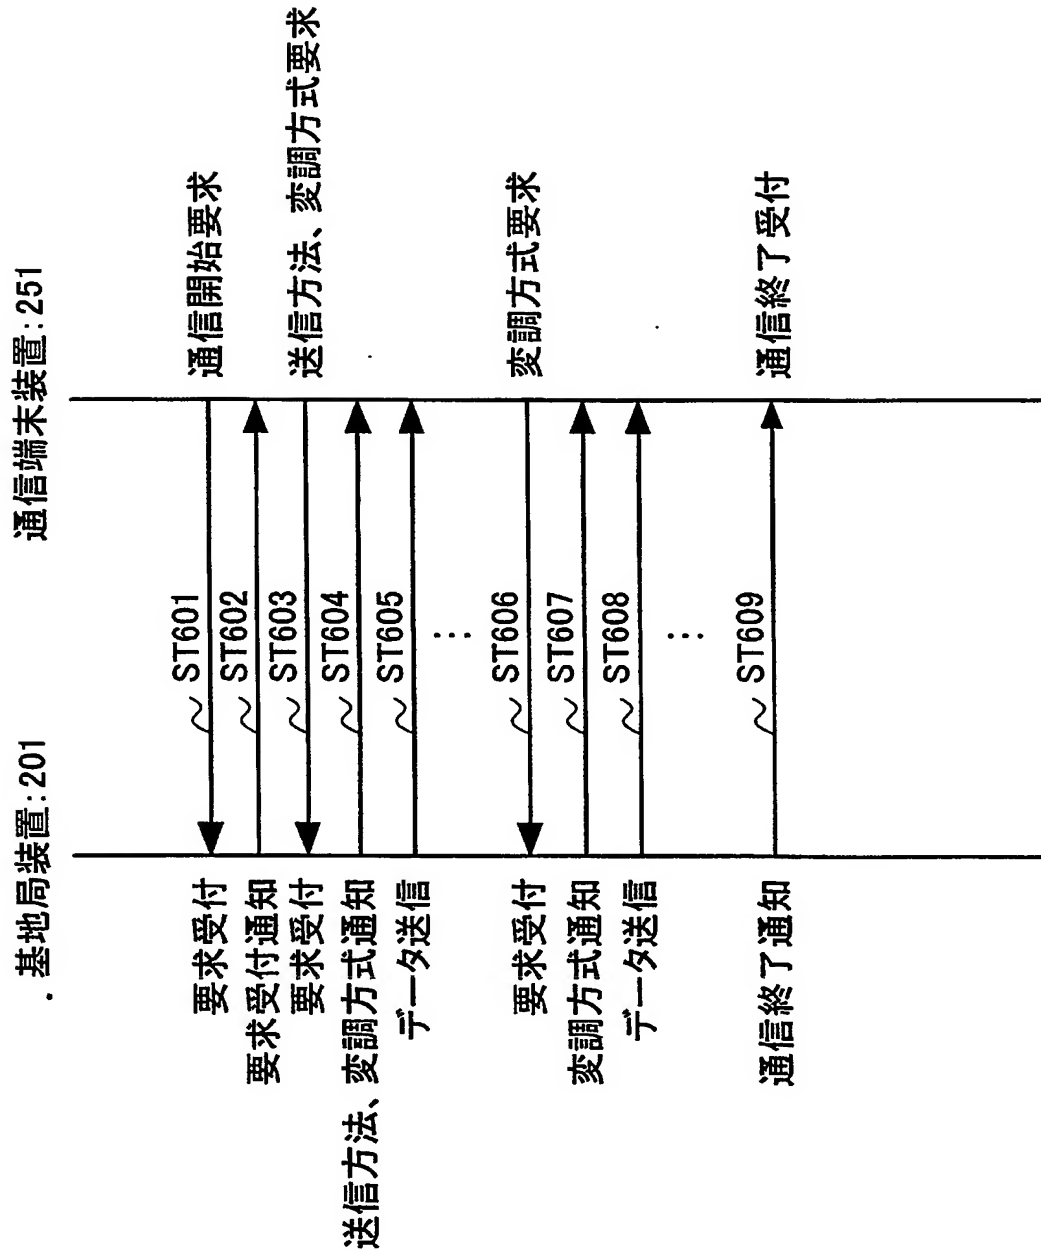 基地局装置:201
通信端末装置:251
要求受付
ST601
通信開始要求
要求受付通知
ST602
要求受付
ST603
送信方法、変調方式要求
送信方法、変調方式通知
ST604
データ送信
ST605
...
要求受付
ST606
変調方式要求
変調方式通知
ST607
データ送信
ST608
...
通信終了通知
ST609
通信終了受付